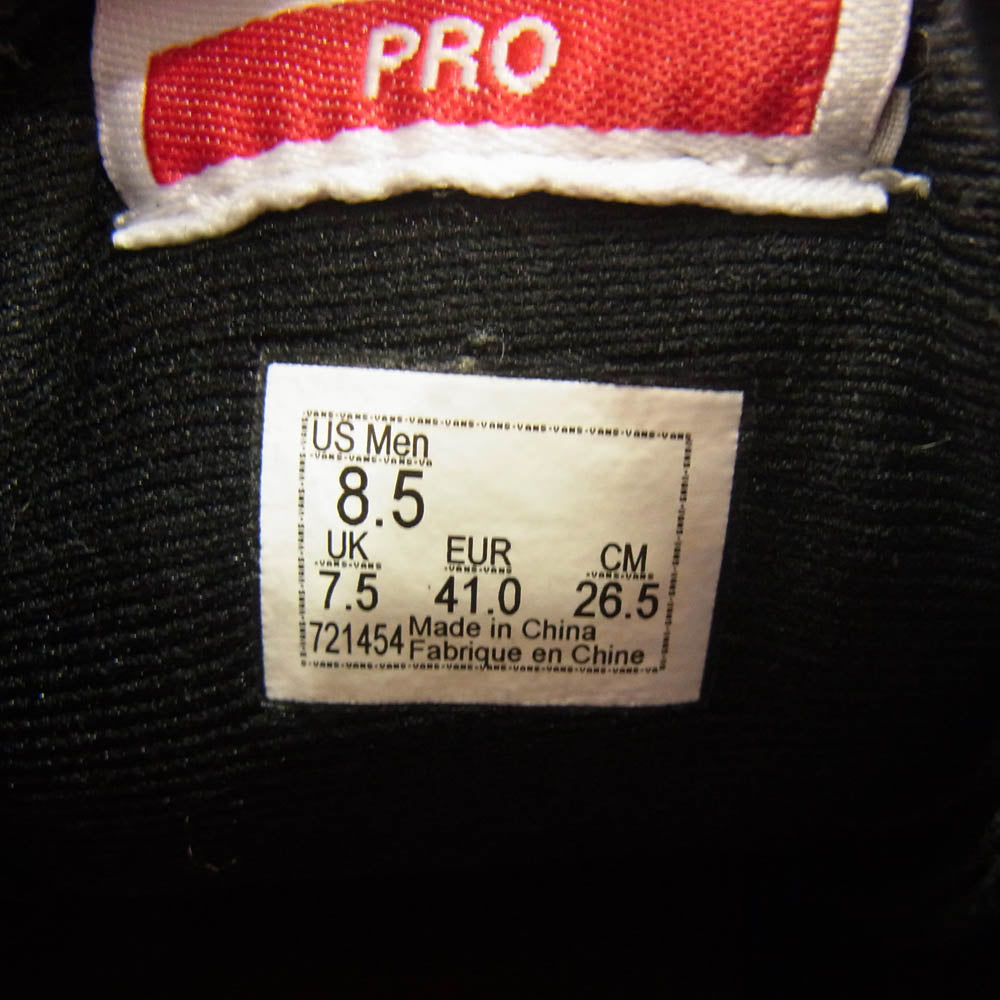 PRO
US Men
8.5
UK EUR CM
7.5 41.0 26.5
721454 Made in China
Fabrique en Chine